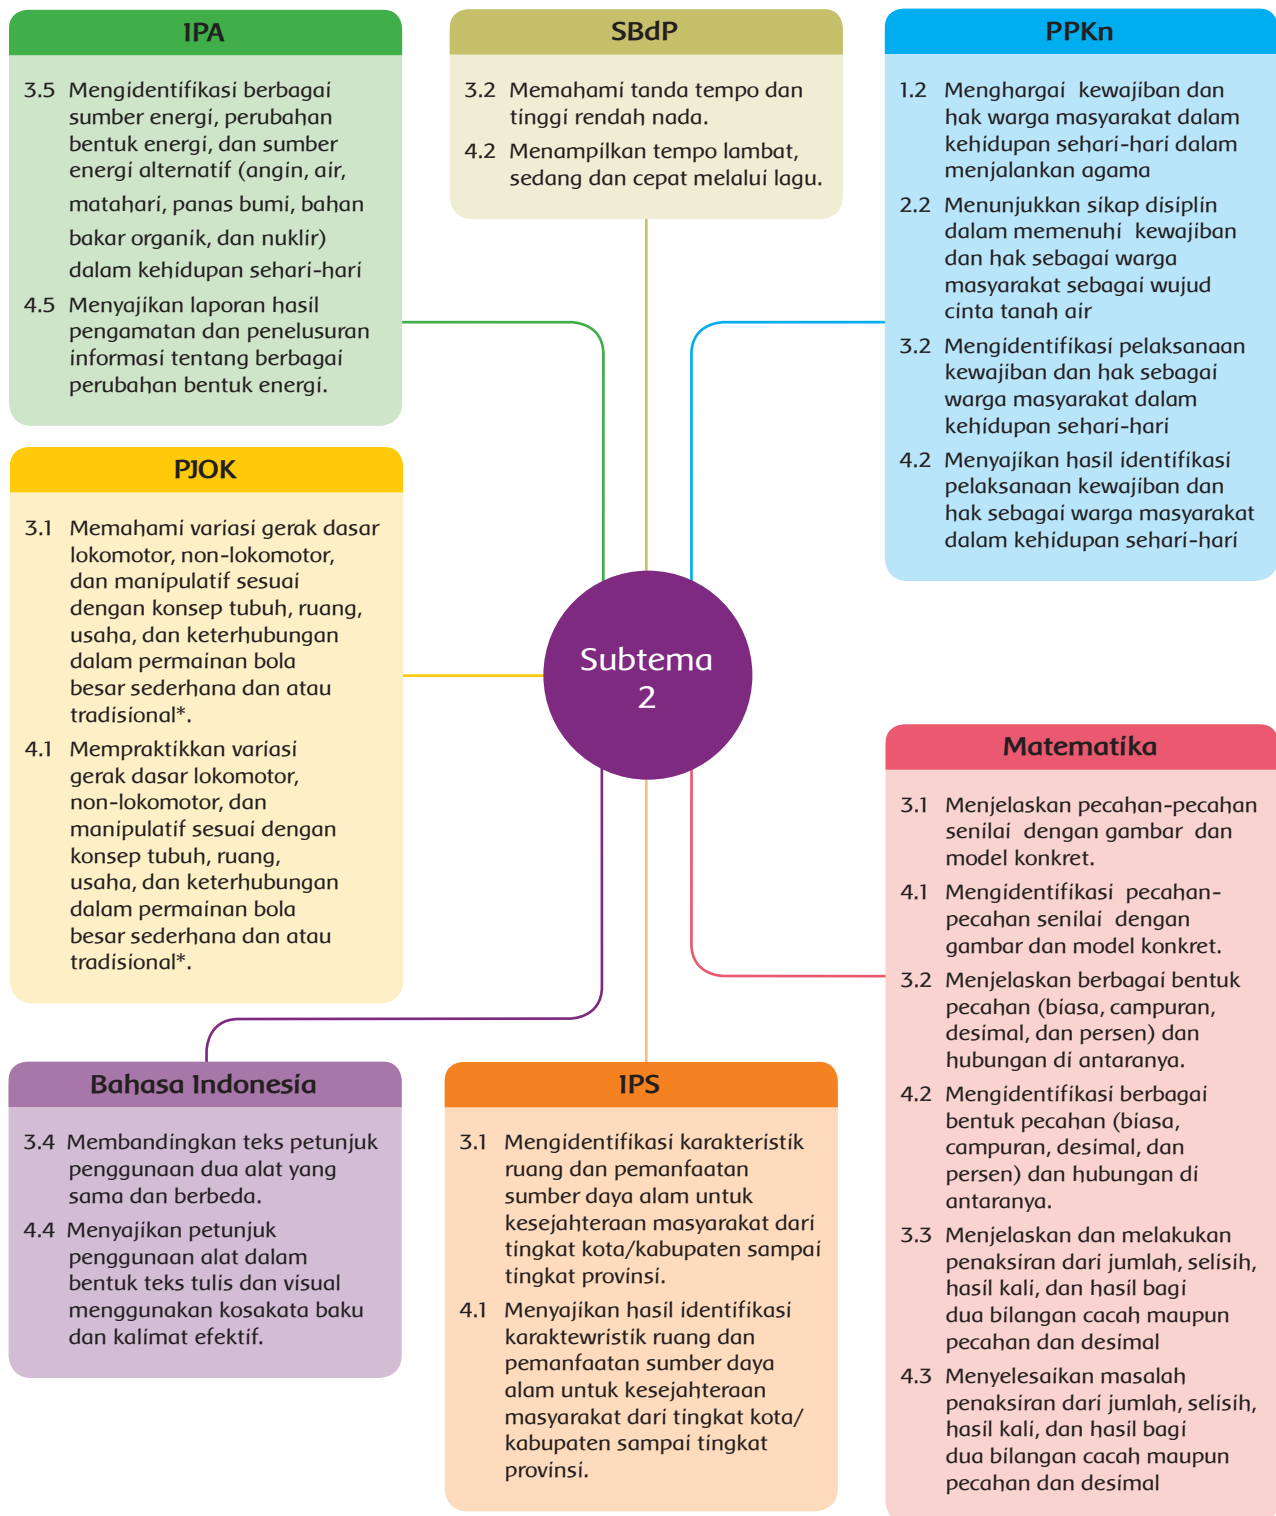 IPA
3.5 Mengidentifikasi berbagai
sumber energi, perubahan
bentuk energi, dan sumber
energi alternatif (angin, air,
matahari, panas bumi, bahan
bakar organik, dan nuklir)
dalam kehidupan sehari-hari
4.5 Menyajikan laporan hasil
pengamatan dan penelusuran
informasi tentang berbagai
perubahan bentuk energi.
SBdP
3.2 Memahami tanda tempo dan
tinggi rendah nada.
4.2 Menampilkan tempo lambat,
sedang dan cepat melalui lagu.
PPKn
1.2 Menghargai kewajiban dan
hak warga masyarakat dalam
kehidupan sehari-hari dalam
menjalankan agama
2.2 Menunjukkan sikap disiplin
dalam memenuhi kewajiban
dan hak sebagai warga
masyarakat sebagai wujud
cinta tanah air
3.2 Mengidentifikasi pelaksanaan
kewajiban dan hak sebagai
warga masyarakat dalam
kehidupan sehari-hari
4.2 Menyajikan hasil identifikasi
pelaksanaan kewajiban dan
hak sebagai warga masyarakat
dalam kehidupan sehari-hari
PJOK
3.1 Memahami variasi gerak dasar
lokomotor, non-lokomotor,
dan manipulatif sesuai
dengan konsep tubuh, ruang,
usaha, dan keterhubungan
dalam permainan bola
besar sederhana dan atau
tradisional*.
4.1 Mempraktikkan variasi
gerak dasar lokomotor,
non-lokomotor, dan
manipulatif sesuai dengan
konsep tubuh, ruang,
usaha, dan keterhubungan
dalam permainan bola
besar sederhana dan atau
tradisional*.
Subtema
2
Matematika
3.1 Menjelaskan pecahan-pecahan
senilai dengan gambar dan
model konkret.
4.1 Mengidentifikasi pecahan-
pecahan senilai dengan
gambar dan model konkret.
3.2 Menjelaskan berbagai bentuk
pecahan (biasa, campuran,
desimal, dan persen) dan
hubungan di antaranya.
4.2 Mengidentifikasi berbagai
bentuk pecahan (biasa,
campuran, desimal, dan
persen) dan hubungan di
antaranya.
3.3 Menjelaskan dan melakukan
penaksiran dari jumlah, selisih,
hasil kali, dan hasil bagi
dua bilangan cacah maupun
pecahan dan desimal
4.3 Menyelesaikan masalah
penaksiran dari jumlah, selisih,
hasil kali, dan hasil bagi
dua bilangan cacah maupun
pecahan dan desimal
Bahasa Indonesia
3.4 Membandingkan teks petunjuk
penggunaan dua alat yang
sama dan berbeda.
4.4 Menyajikan petunjuk
penggunaan alat dalam
bentuk teks tulis dan visual
menggunakan kosakata baku
dan kalimat efektif.
IPS
3.1 Mengidentifikasi karakteristik
ruang dan pemanfaatan
sumber daya alam untuk
kesejahteraan masyarakat dari
tingkat kota/kabupaten sampai
tingkat provinsi.
4.1 Menyajikan hasil identifikasi
karaktewristik ruang dan
pemanfaatan sumber daya
alam untuk kesejahteraan
masyarakat dari tingkat kota/
kabupaten sampai tingkat
provinsi.